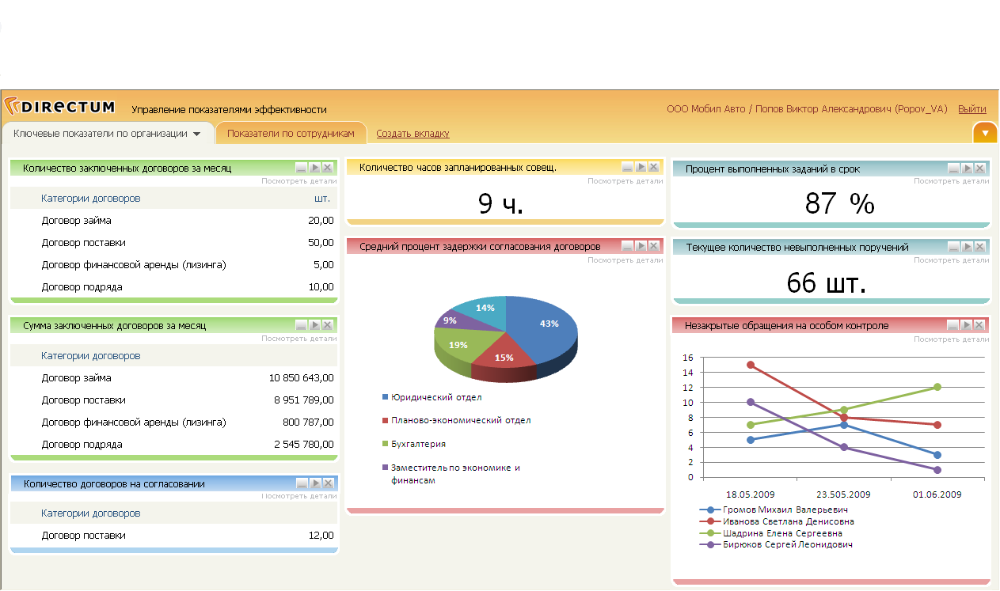 DIRECTUM Управление показателями эффективности
ООО Мобил Авто / Попов Виктор Александрович (Popov_VA) Выйти
Ключевые показатели по организации Показатели по сотрудникам Создать вкладку
Количество заключенных договоров за месяц
Посмотреть детали
Категории договоров шт.
Договор займа 20,00
Договор поставки 50,00
Договор финансовой аренды (лизинга) 5,00
Договор подряда 10,00
Сумма заключенных договоров за месяц
Посмотреть детали
Категории договоров
Договор займа 10 850 643,00
Договор поставки 8 951 789,00
Договор финансовой аренды (лизинга) 800 787,00
Договор подряда 2 545 780,00
Количество договоров на согласовании
Посмотреть детали
Категории договоров
Договор поставки 12,00
Количество часов запланированных совещ.
Посмотреть детали
9 ч.
Средний процент задержки согласования договоров
Посмотреть детали
14%
43%
9%
19%
15%
Юридический отдел
Планово-экономический отдел
Бухгалтерия
Заместитель по экономике и
финансам
Процент выполненных заданий в срок
Посмотреть детали
87 %
Текущее количество невыполненных поручений
Посмотреть детали
66 шт.
Незакрытые обращения на особом контроле
Посмотреть детали
16
14
12
10
8
6
4
2
0
18.05.2009 23.505.2009 01.06.2009
Громов Михаил Валерьевич
Иванова Светлана Денисовна
Шадрина Елена Сергеевна
Бирюков Сергей Леонидович